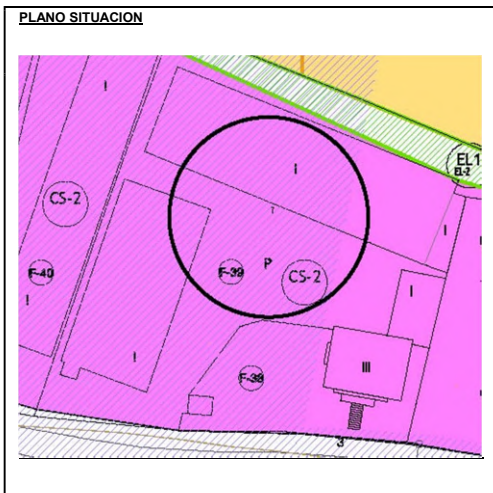 PLANO SITUACION
I
i
EL1
EL-2
CS-2
I
F-40
F-39
P
CS-2
I
I
I
III
F-38
3